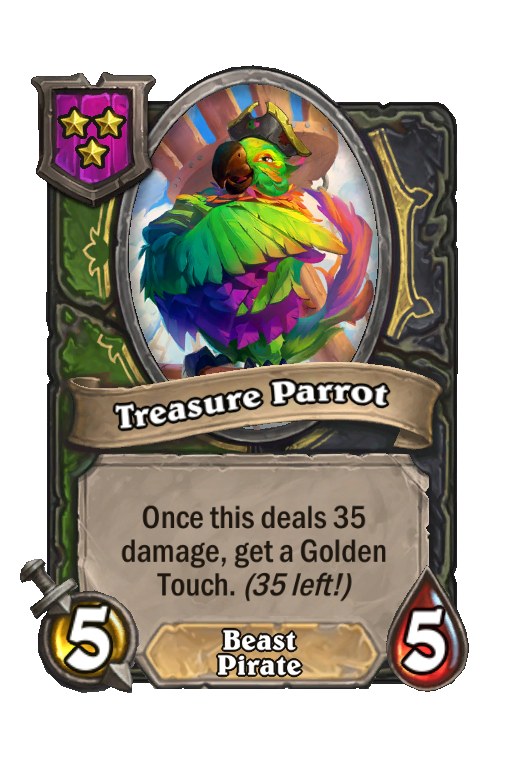 Treasure Parrot
Once this deals 35
damage, get a Golden
Touch. (35 left!)
5
Beast
Pirate
5